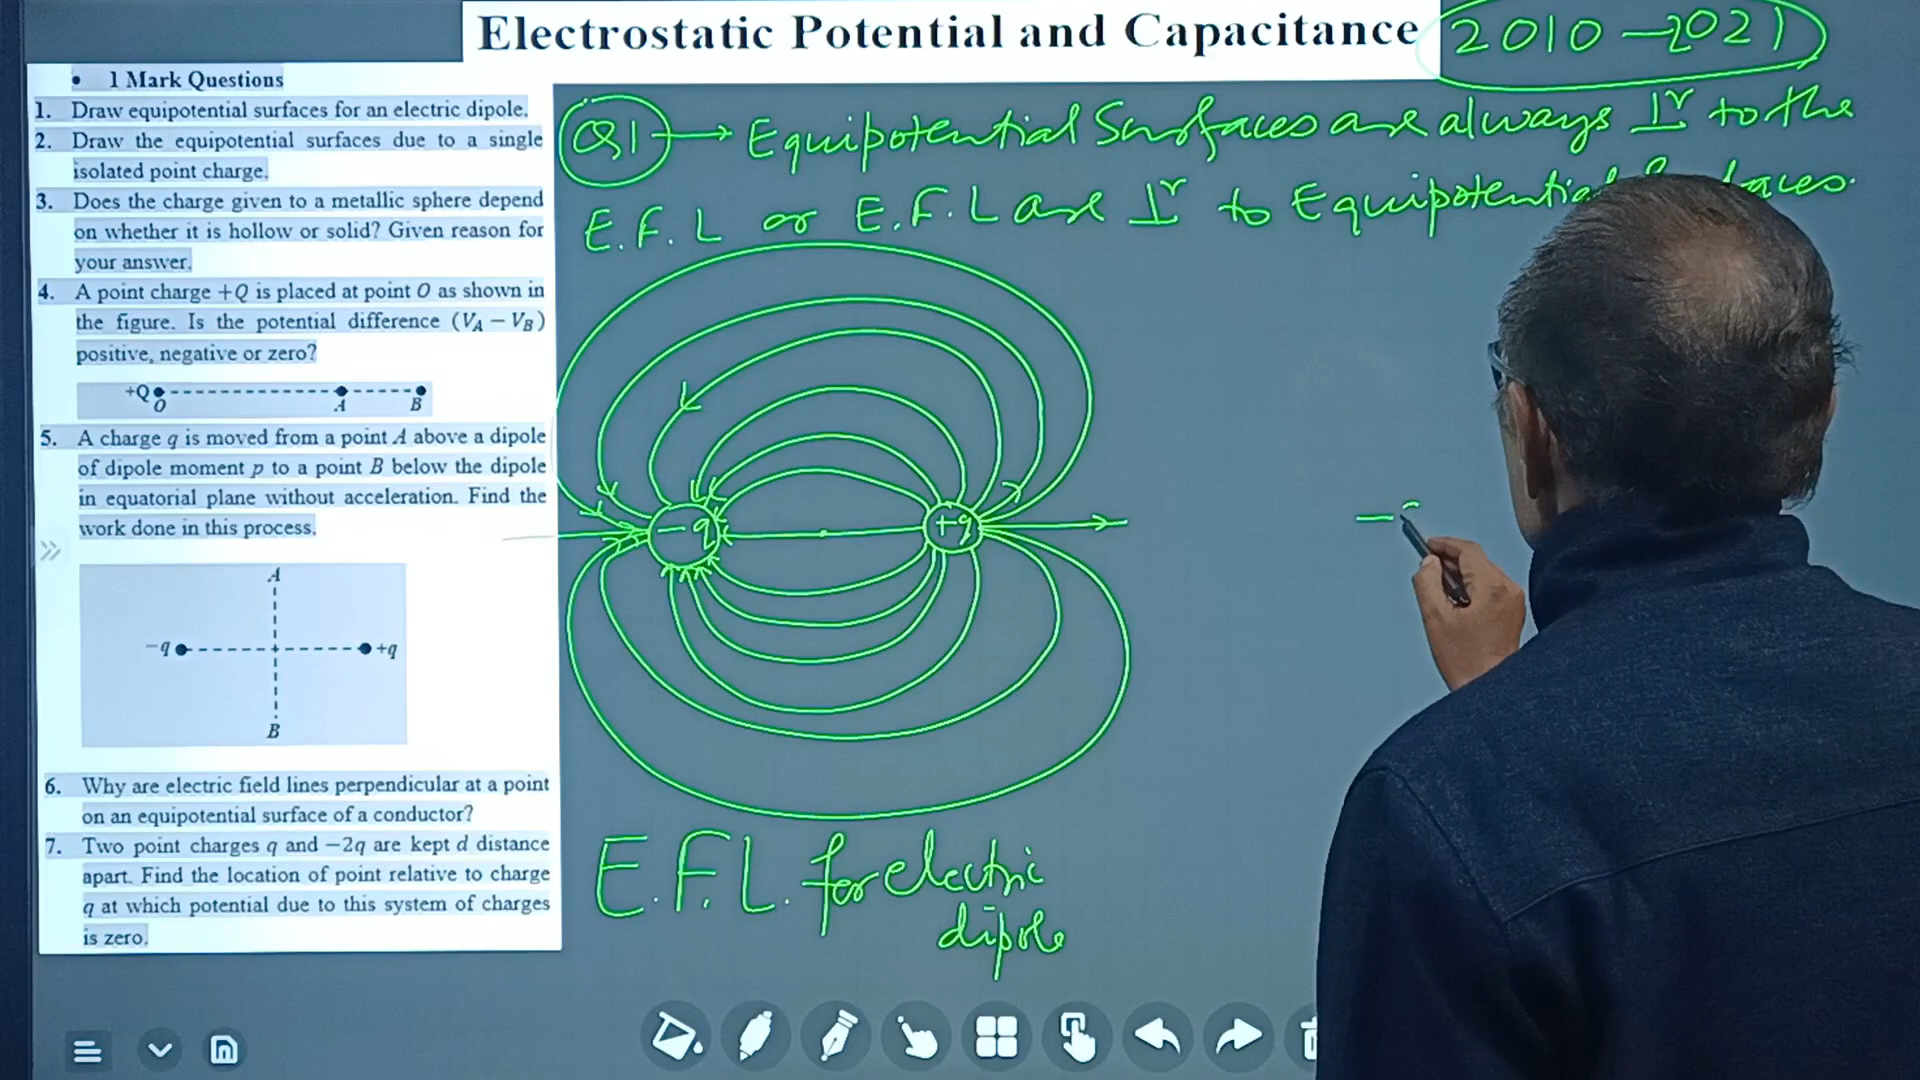 Electrostatic Potential and Capacitance
2010 - 2021
• 1 Mark Questions
1. Draw equipotential surfaces for an electric dipole.
2. Draw the equipotential surfaces due to a single
isolated point charge.
3. Does the charge given to a metallic sphere depend
on whether it is hollow or solid? Given reason for
your answer.
4. A point charge +Q is placed at point O as shown in
the figure. Is the potential difference (V_A − V_B)
positive, negative or zero?
+Q
O A B
5. A charge q is moved from a point A above a dipole
of dipole moment p to a point B below the dipole
in equatorial plane without acceleration. Find the
work done in this process.
A
−q +q
B
6. Why are electric field lines perpendicular at a point
on an equipotential surface of a conductor?
7. Two point charges q and −2q are kept d distance
apart. Find the location of point relative to charge
q at which potential due to this system of charges
is zero.
Q1 → Equipotential Surfaces are always ⊥r to the
E.F.L or E.F.L are ⊥r to Equipotential
−q +q
E.F.L. for electric
dipole